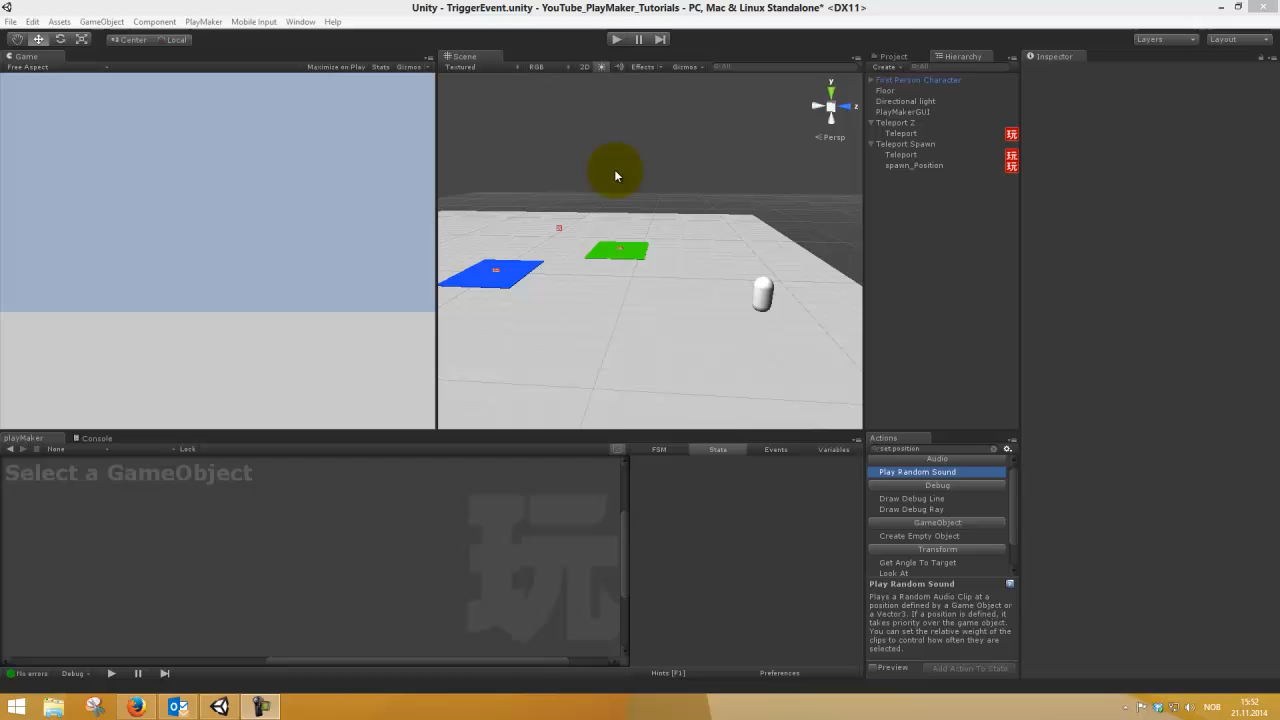 Unity - TriggerEvent.unity - YouTube_PlayMaker_Tutorials - PC, Mac & Linux Standalone* <DX11>
File Edit Assets GameObject Component PlayMaker Mobile Input Window Help
Center Local Layers Layout
Game Scene Project Hierarchy Inspector
Free Aspect Maximize on Play Stats Gizmos Textured RGB 2D Effects Gizmos All Create All
First Person Character
Floor
Directional light
PlayMakerGUI
Teleport Z
Teleport 玩
Teleport Spawn
Teleport 玩
spawn_Position 玩
y
z
Persp
playMaker Console Actions
None Lock FSM State Events Variables set position
Select a GameObject
玩
Audio
Play Random Sound
Debug
Draw Debug Line
Draw Debug Ray
GameObject
Create Empty Object
Transform
Get Angle To Target
Look At
Play Random Sound
Plays a Random Audio Clip at a
position defined by a Game Object or
a Vector3. If a position is defined, it
takes priority over the game object.
You can set the relative weight of the
clips to control how often they are
selected.
Preview Add Action To State
No errors Debug Hints [F1] Preferences
NOB
15:52
21.11.2014